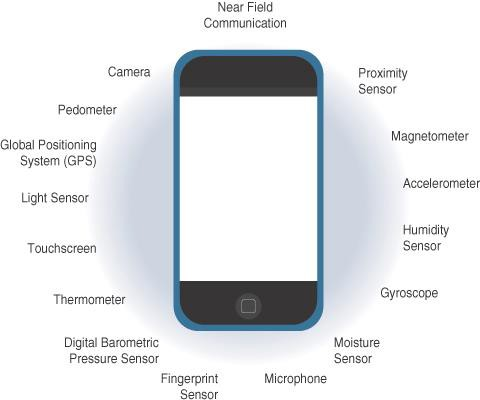 Near Field
Communication
Camera
Proximity
Sensor
Pedometer
Magnetometer
Global Positioning
System (GPS)
Accelerometer
Light Sensor
Humidity
Sensor
Touchscreen
Gyroscope
Thermometer
Digital Barometric
Pressure Sensor
Moisture
Sensor
Fingerprint
Sensor
Microphone